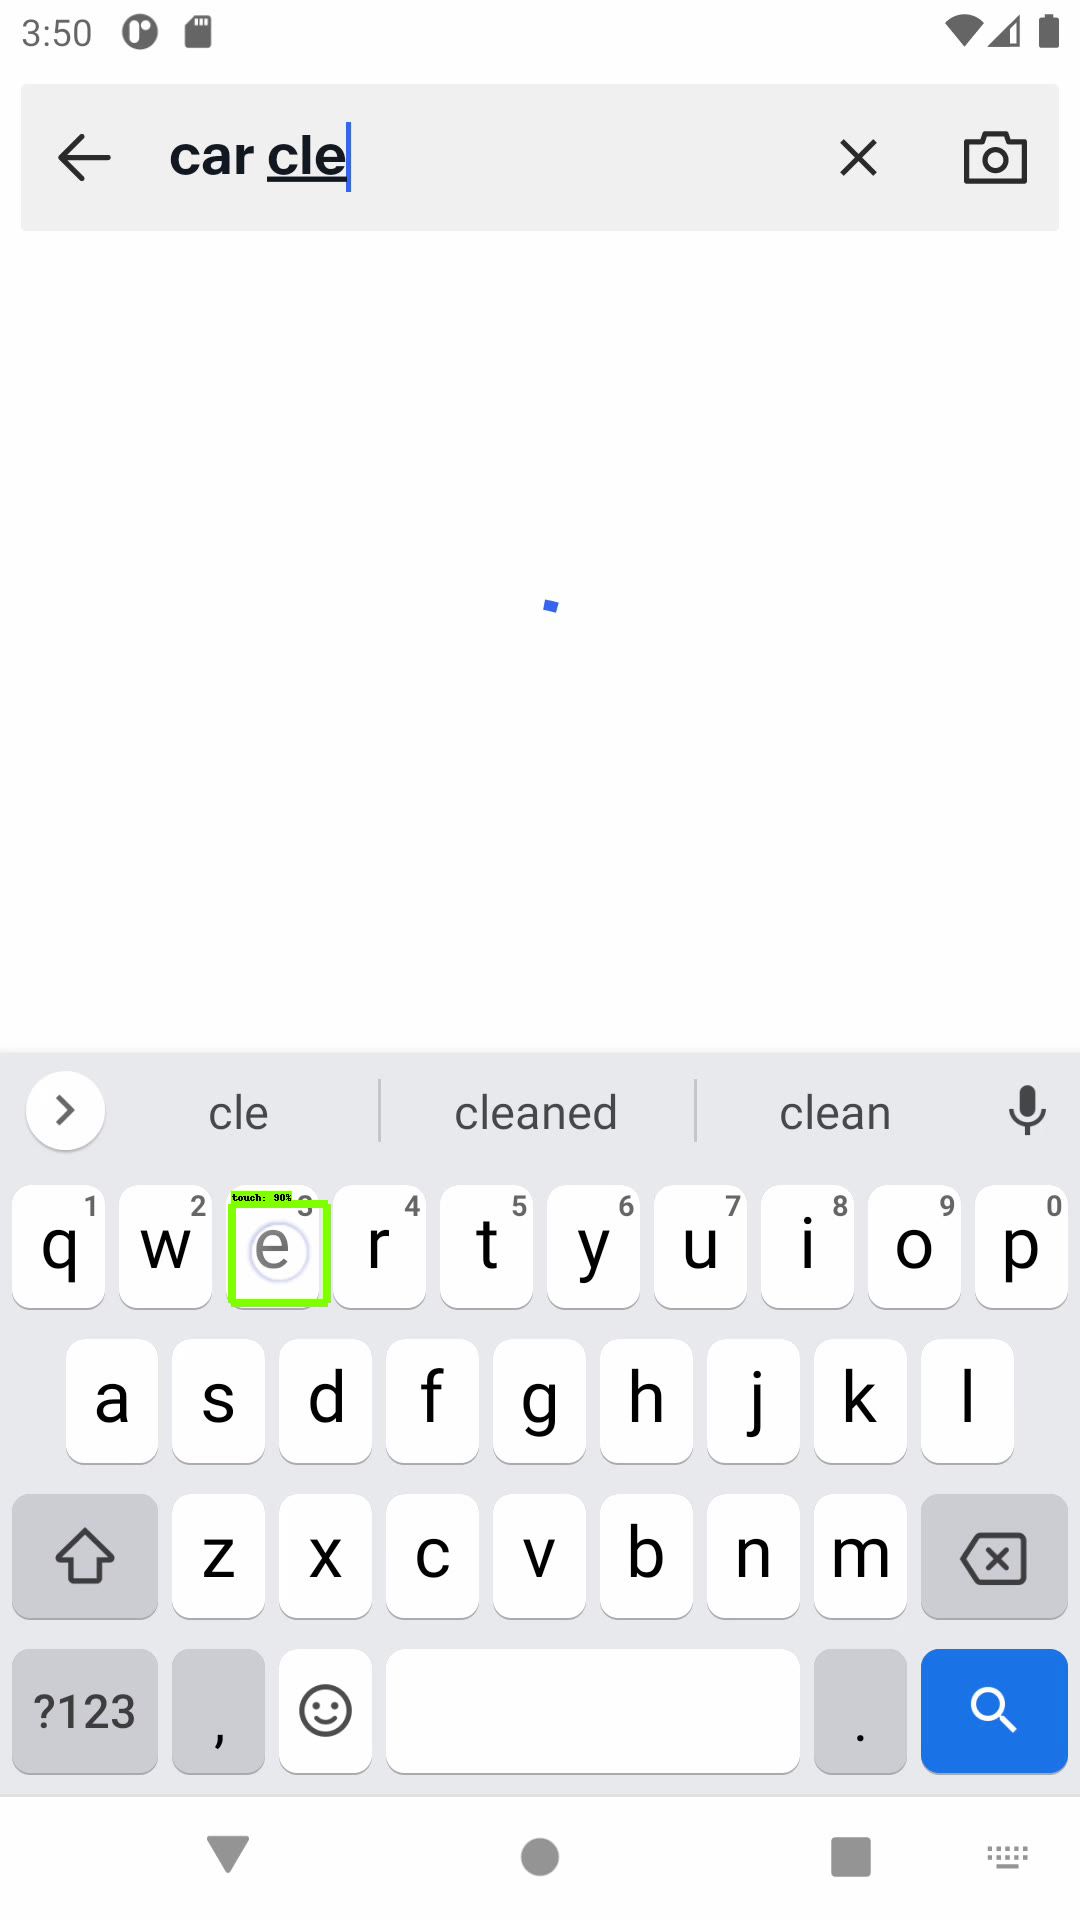 3:50
car cle
cle cleaned clean
touch: 90%
1 2 3 4 5 6 7 8 9 0
q w e r t y u i o p
a s d f g h j k l
z x c v b n m
?123 , .